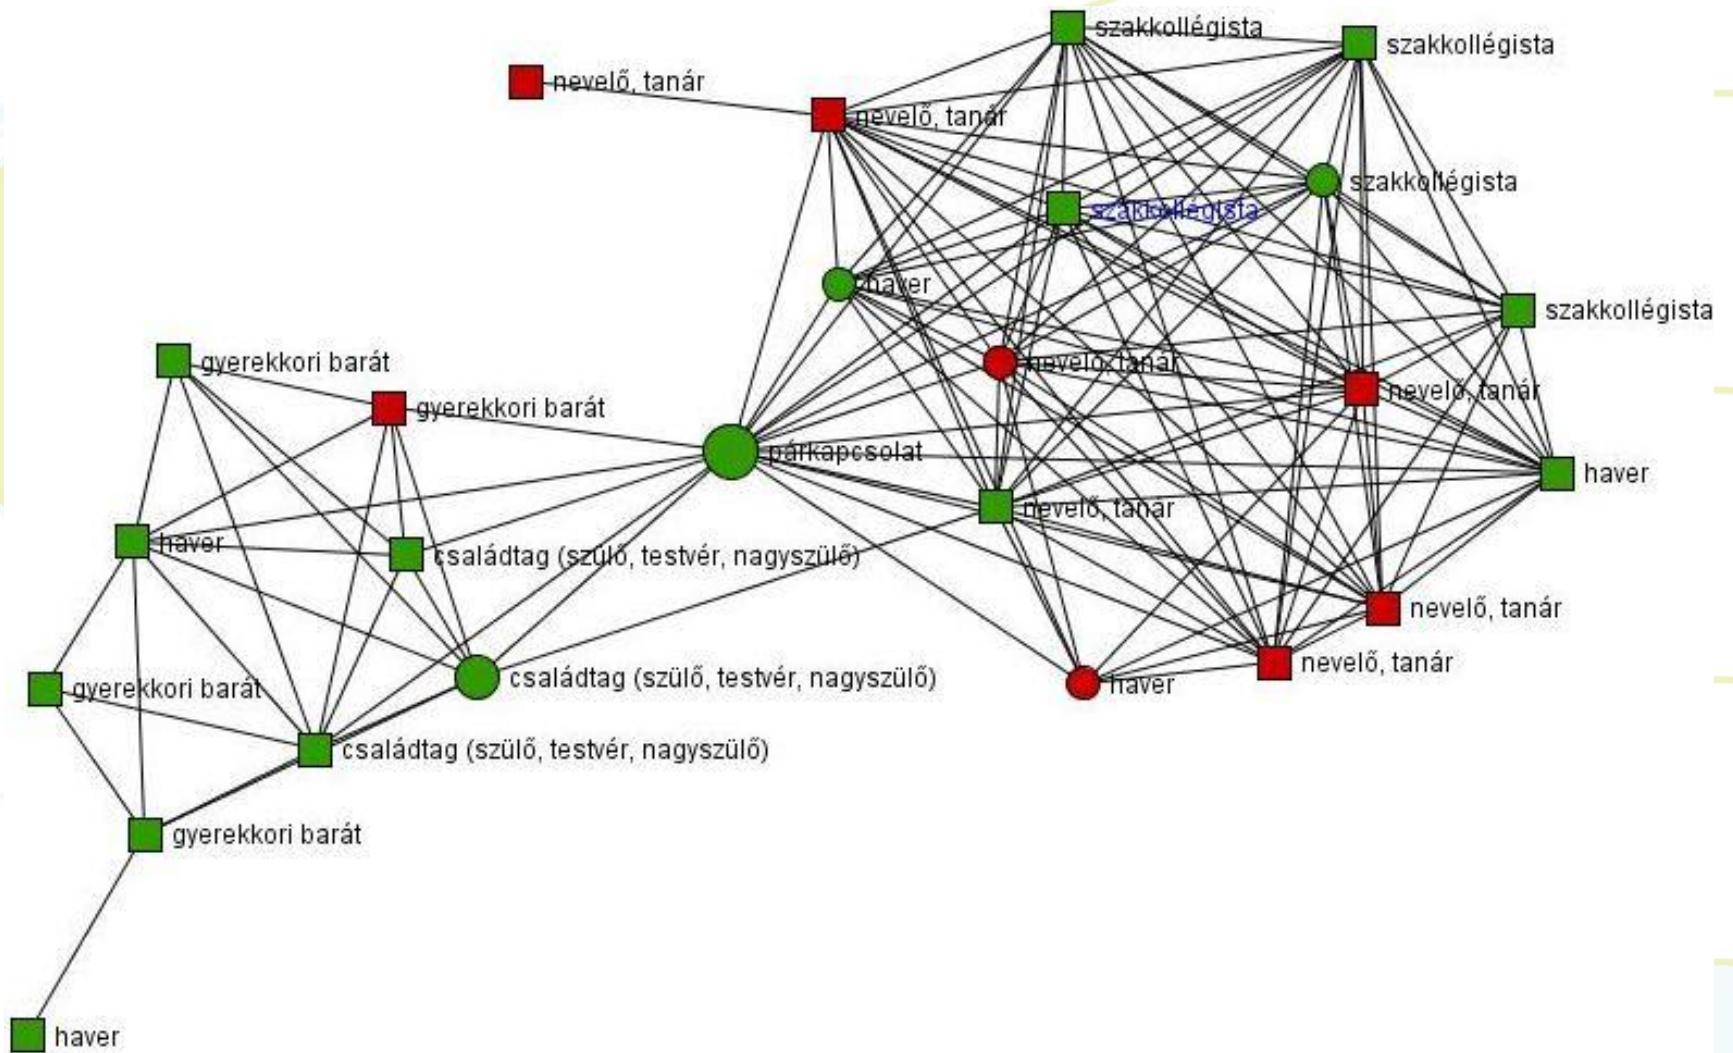 szakkollégista
szakkollégista
nevelő, tanár
nevelő, tanár
szakkollégista
szakkollégista
haver
szakkollégista
gyerekkori barát
nevelő, tanár
nevelő, tanár
gyerekkori barát
párkapcsolat
haver
nevelő, tanár
haver
családtag (szülő, testvér, nagyszülő)
nevelő, tanár
nevelő, tanár
családtag (szülő, testvér, nagyszülő)
haver
gyerekkori barát
családtag (szülő, testvér, nagyszülő)
gyerekkori barát
haver